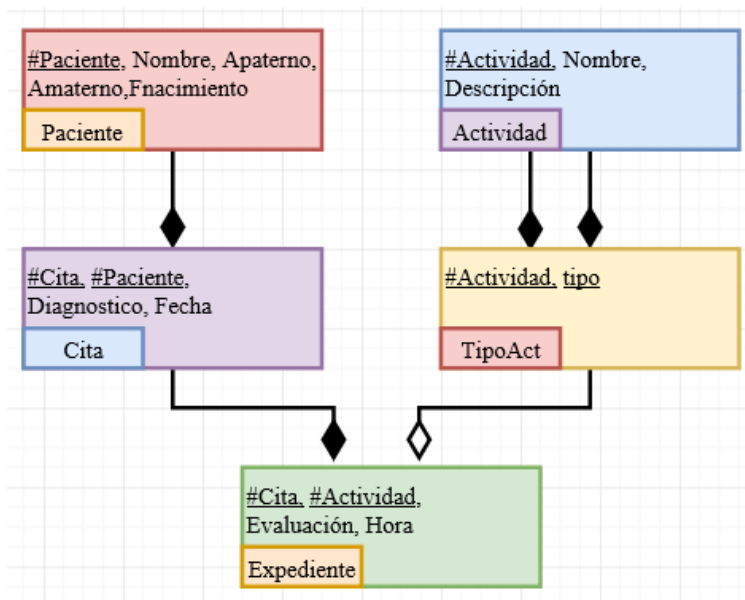 #Paciente, Nombre, Apaterno,
Amaterno,Fnacimiento
Paciente
#Actividad, Nombre,
Descripción
Actividad
#Cita, #Paciente,
Diagnostico, Fecha
Cita
#Actividad, tipo
TipoAct
#Cita, #Actividad,
Evaluación, Hora
Expediente